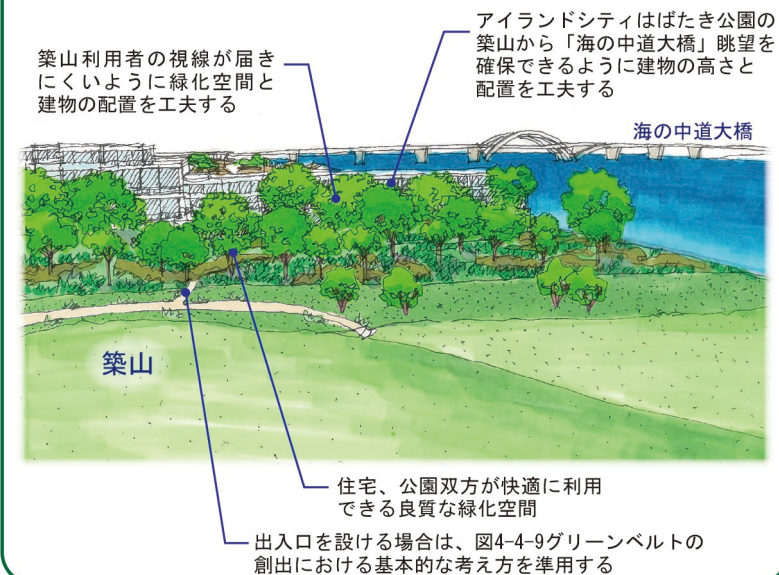 アイランドシティはばたき公園の
築山から「海の中道大橋」眺望を
確保できるように建物の高さと
配置を工夫する
築山利用者の視線が届き
にくいように緑化空間と
建物の配置を工夫する
海の中道大橋
築山
住宅、公園双方が快適に利用
できる良質な緑化空間
出入口を設ける場合は、図4-4-9グリーンベルトの
創出における基本的な考え方を準用する